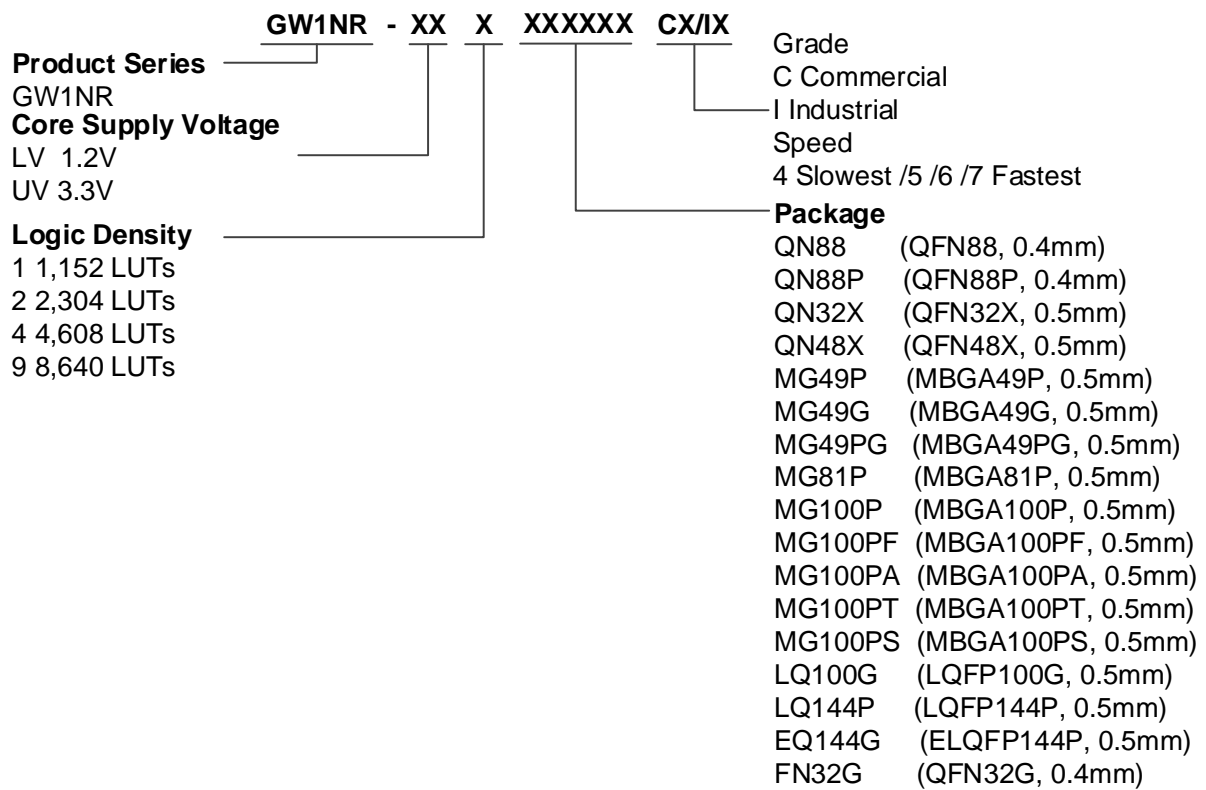 GW1NR - XX X XXXXXX CX/IX
Product Series
GW1NR
Core Supply Voltage
LV 1.2V
UV 3.3V
Logic Density
1 1,152 LUTs
2 2,304 LUTs
4 4,608 LUTs
9 8,640 LUTs
Grade
C Commercial
I Industrial
Speed
4 Slowest /5 /6 /7 Fastest
Package
QN88 (QFN88, 0.4mm)
QN88P (QFN88P, 0.4mm)
QN32X (QFN32X, 0.5mm)
QN48X (QFN48X, 0.5mm)
MG49P (MBGA49P, 0.5mm)
MG49G (MBGA49G, 0.5mm)
MG49PG (MBGA49PG, 0.5mm)
MG81P (MBGA81P, 0.5mm)
MG100P (MBGA100P, 0.5mm)
MG100PF (MBGA100PF, 0.5mm)
MG100PA (MBGA100PA, 0.5mm)
MG100PT (MBGA100PT, 0.5mm)
MG100PS (MBGA100PS, 0.5mm)
LQ100G (LQFP100G, 0.5mm)
LQ144P (LQFP144P, 0.5mm)
EQ144G (ELQFP144P, 0.5mm)
FN32G (QFN32G, 0.4mm)